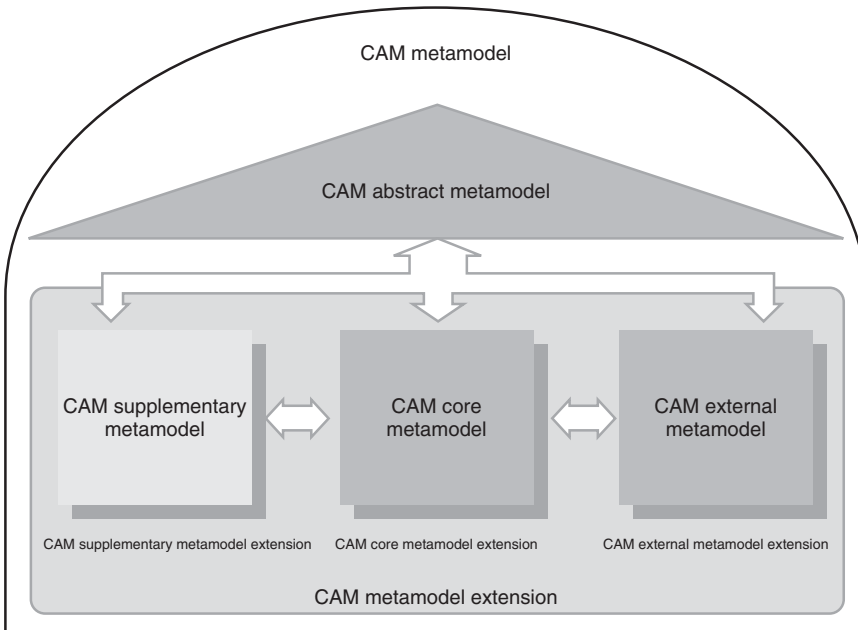 CAM metamodel
CAM abstract metamodel
CAM supplementary
metamodel
CAM core
metamodel
CAM external
metamodel
CAM supplementary metamodel extension
CAM core metamodel extension
CAM external metamodel extension
CAM metamodel extension